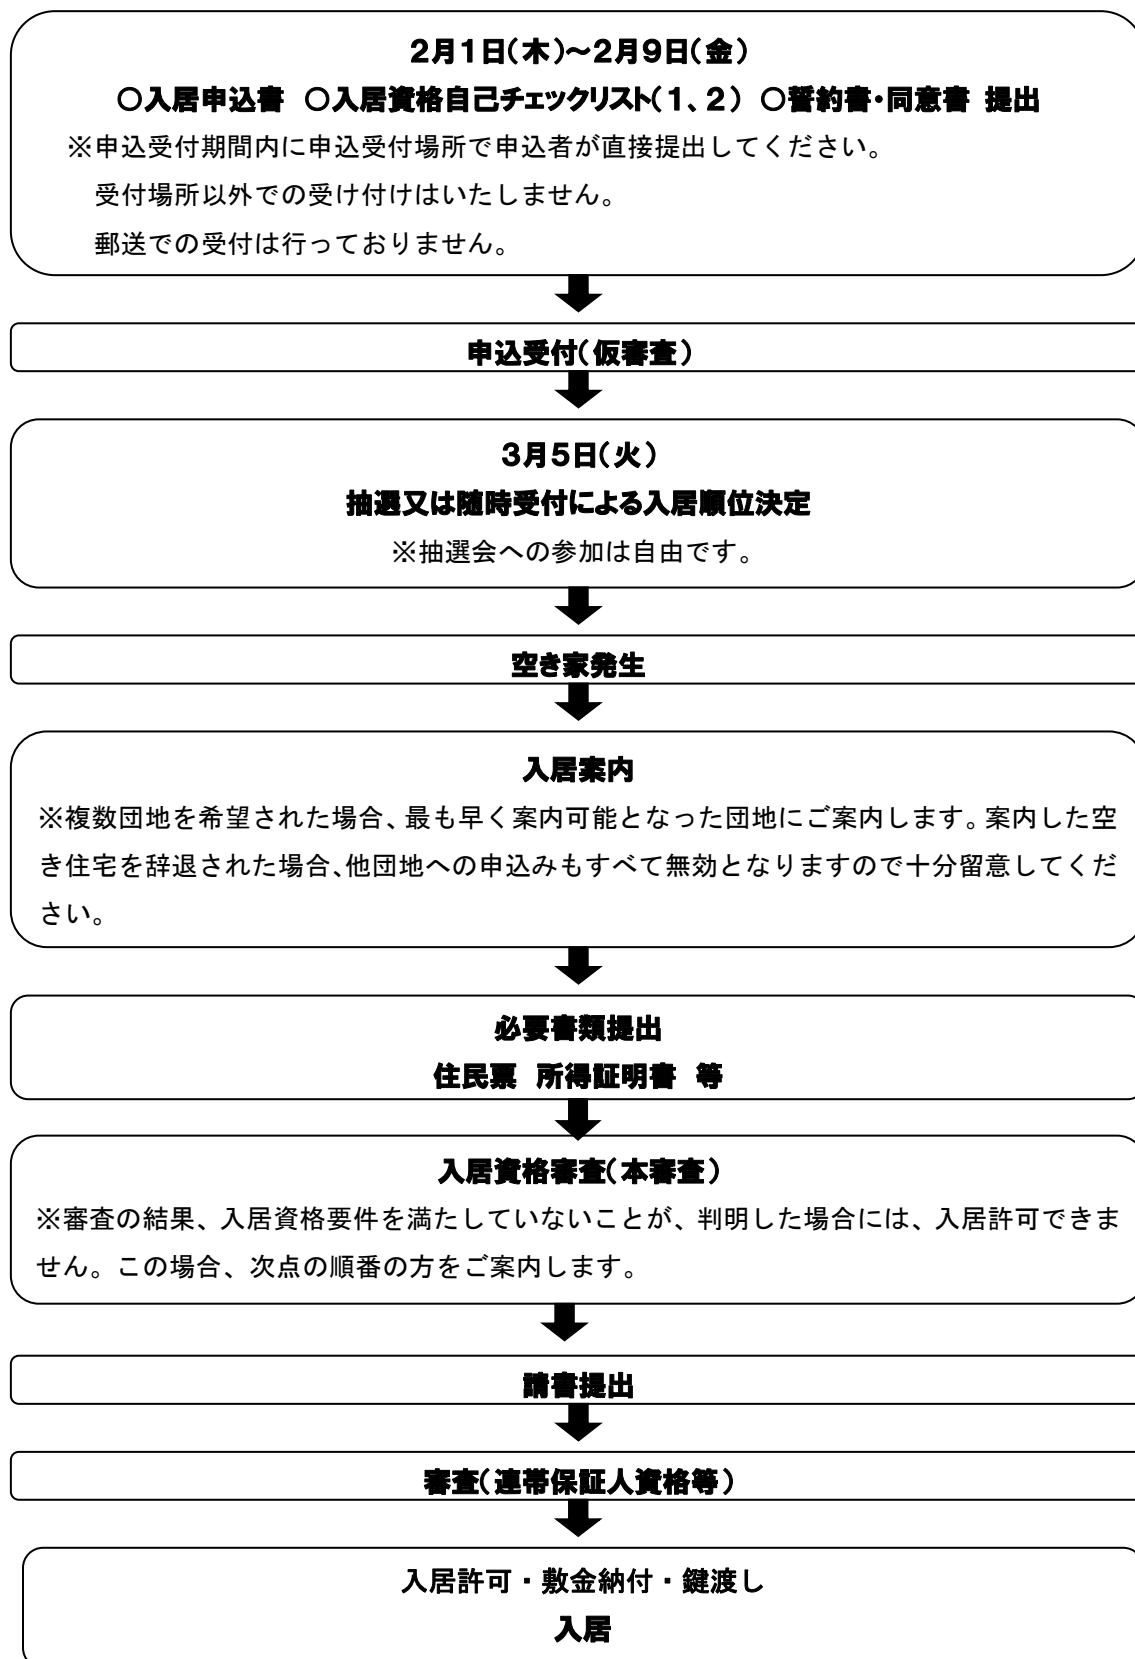 2月1日(木)～2月9日(金)
○入居申込書 ○入居資格自己チェックリスト(1、2) ○誓約書・同意書 提出
※申込受付期間内に申込受付場所で申込者が直接提出してください。
受付場所以外での受け付けはいたしません。
郵送での受付は行っておりません。
申込受付(仮審査)
3月5日(火)
抽選又は随時受付による入居順位決定
※抽選会への参加は自由です。
空き家発生
入居案内
※複数団地を希望された場合、最も早く案内可能となった団地にご案内します。案内した空
き住宅を辞退された場合、他団地への申込みもすべて無効となりますので十分留意してくだ
さい。
必要書類提出
住民票 所得証明書 等
入居資格審査(本審査)
※審査の結果、入居資格要件を満たしていないことが、判明した場合には、入居許可できま
せん。この場合、次点の順番の方をご案内します。
請書提出
審査(連帯保証人資格等)
入居許可・敷金納付・鍵渡し
入居